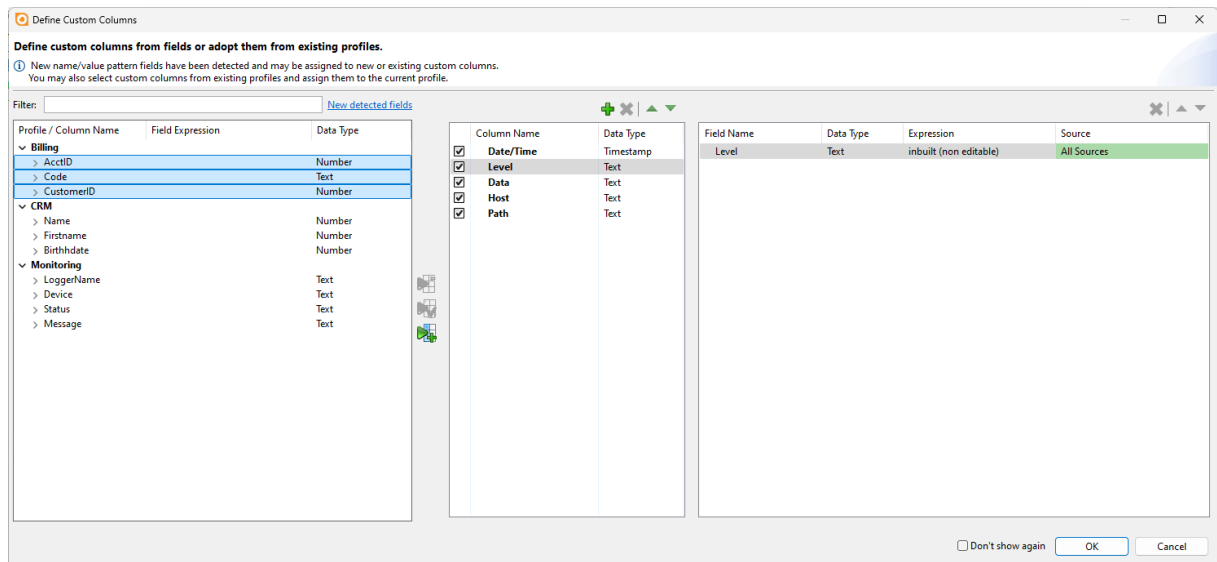 Define Custom Columns
Define custom columns from fields or adopt them from existing profiles.
New name/value pattern fields have been detected and may be assigned to new or existing custom columns.
You may also select custom columns from existing profiles and assign them to the current profile.
Filter: New detected fields
Profile / Column Name Field Expression Data Type
Billing
AcctID Number
Code Text
CustomerID Number
CRM
Name Number
Firstname Number
Birthhdate Number
Monitoring
LoggerName Text
Device Text
Status Text
Message Text
Column Name Data Type
Date/Time Timestamp
Level Text
Data Text
Host Text
Path Text
Field Name Data Type Expression Source
Level Text inbuilt (non editable) All Sources
Don't show again OK Cancel